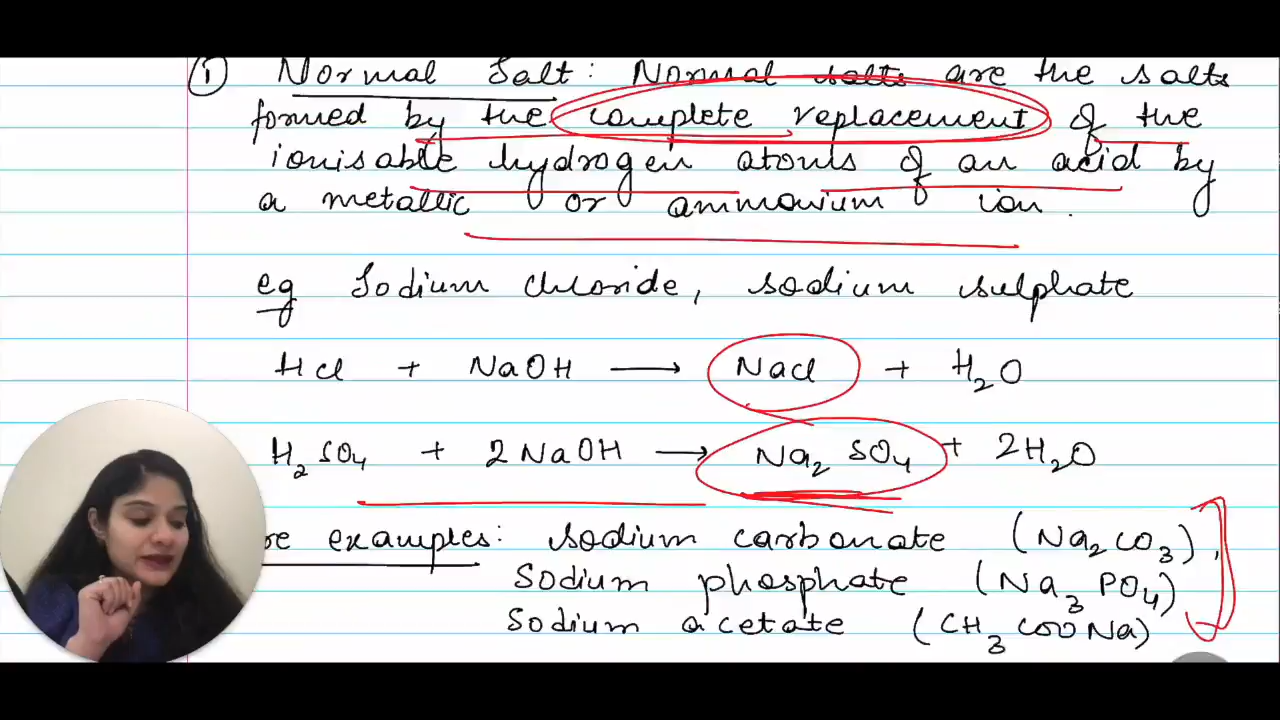 ① Normal Salt: Normal salts are the salts
formed by the complete replacement of the
ionisable hydrogen atoms of an acid by
a metallic or ammonium ion.
eg Sodium chloride, sodium sulphate
HCl + NaOH ⟶ NaCl + H₂O
H₂SO₄ + 2NaOH ⟶ Na₂SO₄ + 2H₂O
examples: sodium carbonate (Na₂CO₃),
Sodium phosphate (Na₃PO₄)
Sodium acetate (CH₃COONa)